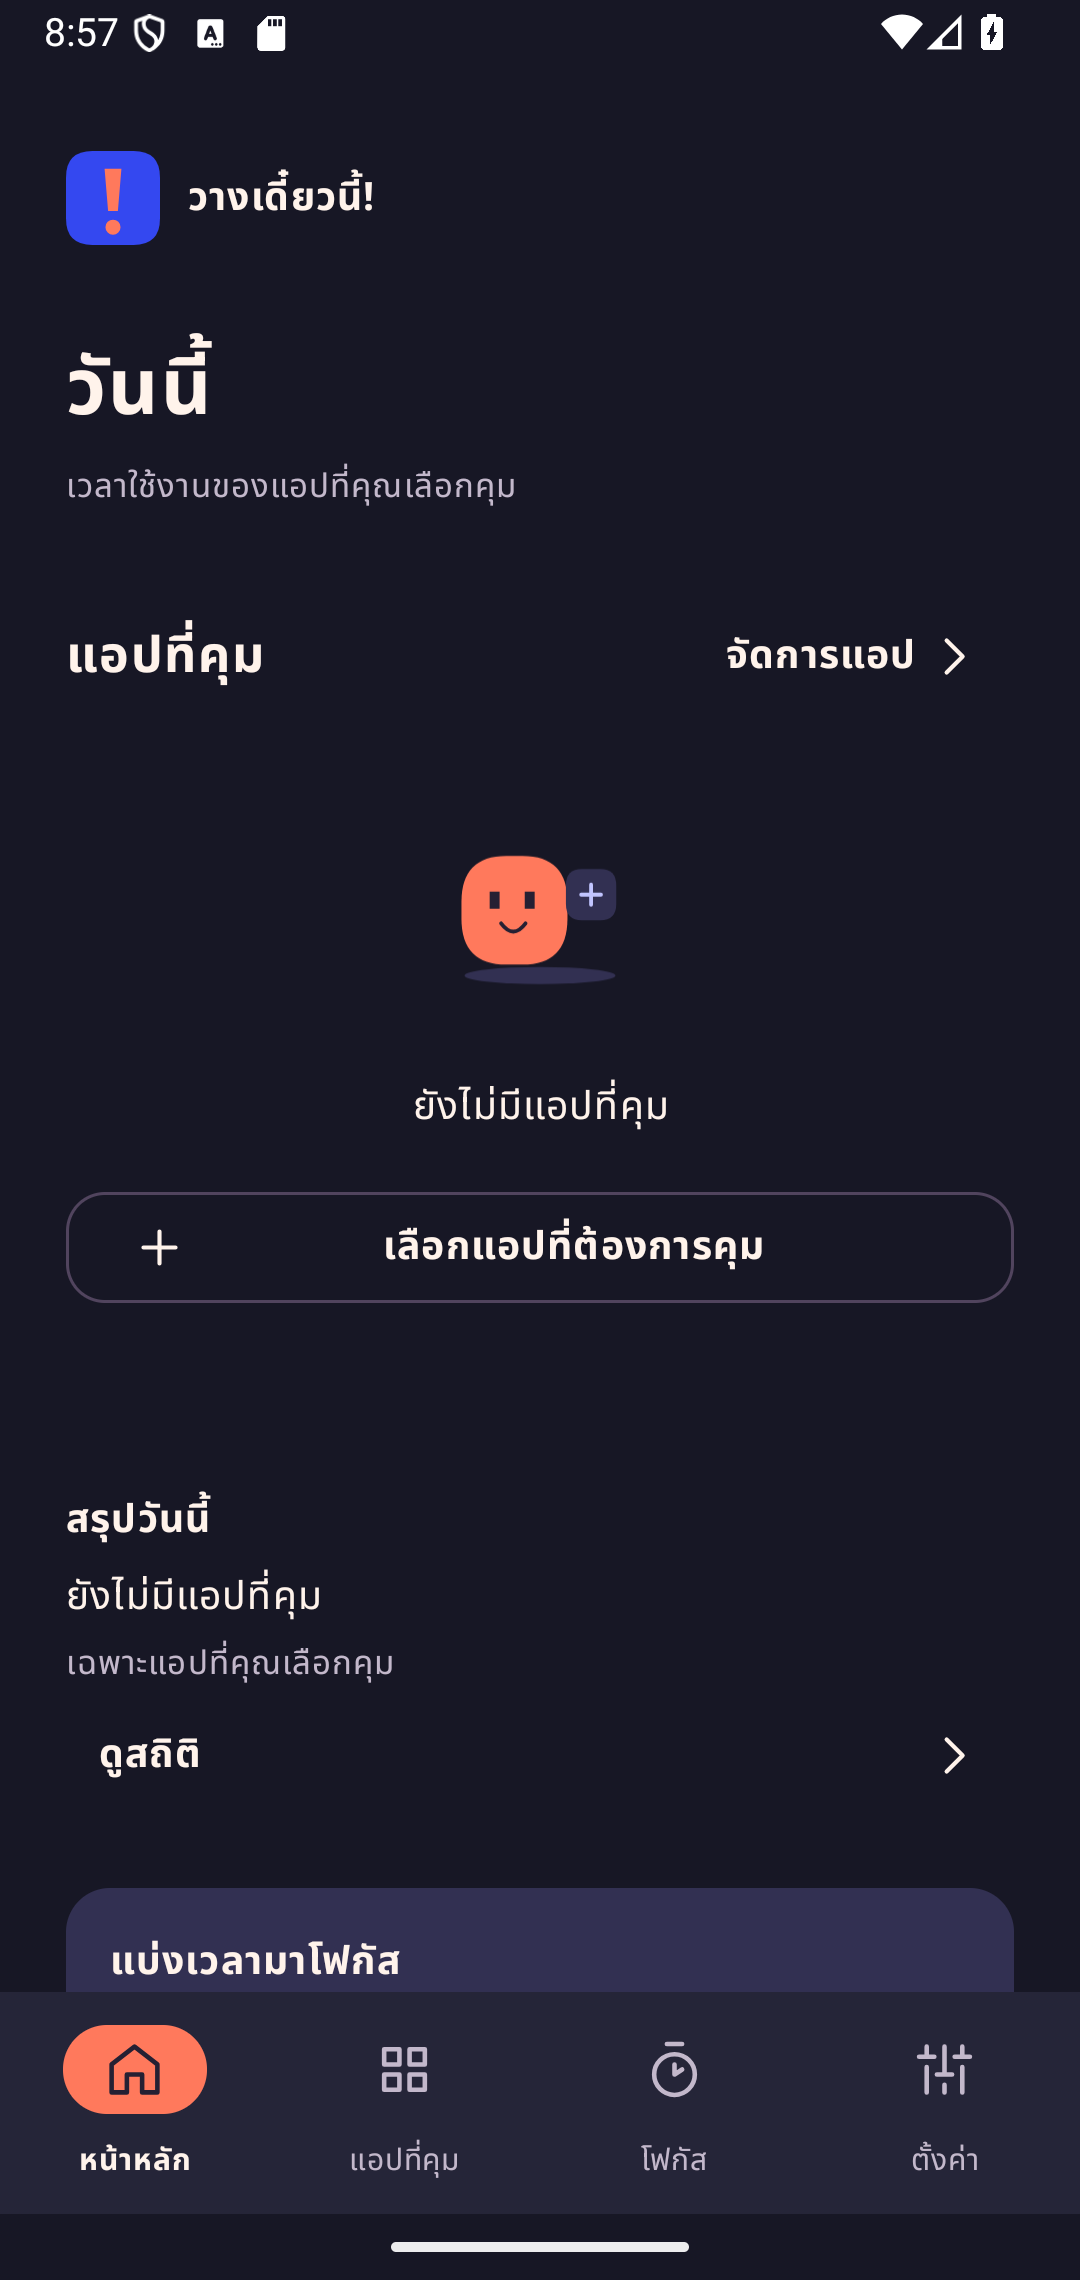 8:57
วางเดี๋ยวนี้!
วันนี้
เวลาใช้งานของแอปที่คุณเลือกคุม
แอปที่คุม
จัดการแอป
ยังไม่มีแอปที่คุม
เลือกแอปที่ต้องการคุม
สรุปวันนี้
ยังไม่มีแอปที่คุม
เฉพาะแอปที่คุณเลือกคุม
ดูสถิติ
แบ่งเวลามาโฟกัส
หน้าหลัก
แอปที่คุม
โฟกัส
ตั้งค่า